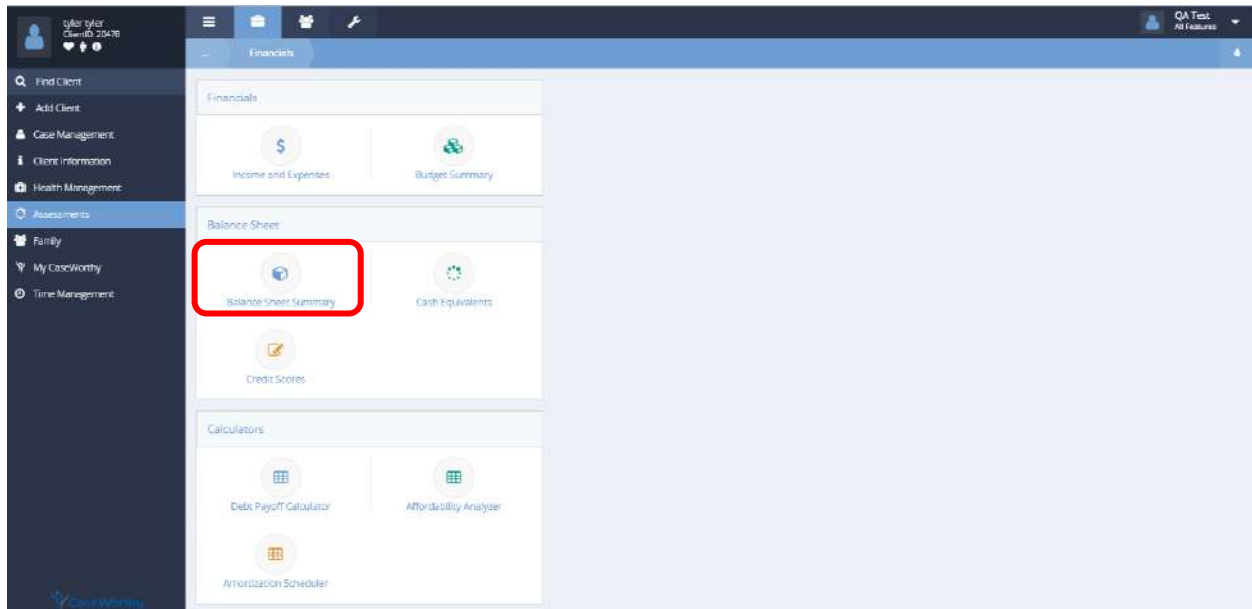 tyler tyler
ClientID: 20478
QA Test
All Features
Financials
Find Client
Add Client
Case Management
Client Information
Health Management
Assessments
Family
My CaseWorthy
Time Management
CaseWorthy
Financials
Income and Expenses
Budget Summary
Balance Sheet
Balance Sheet Summary
Cash Equivalents
Credit Scores
Calculators
Debt Payoff Calculator
Affordability Analyzer
Amortization Scheduler